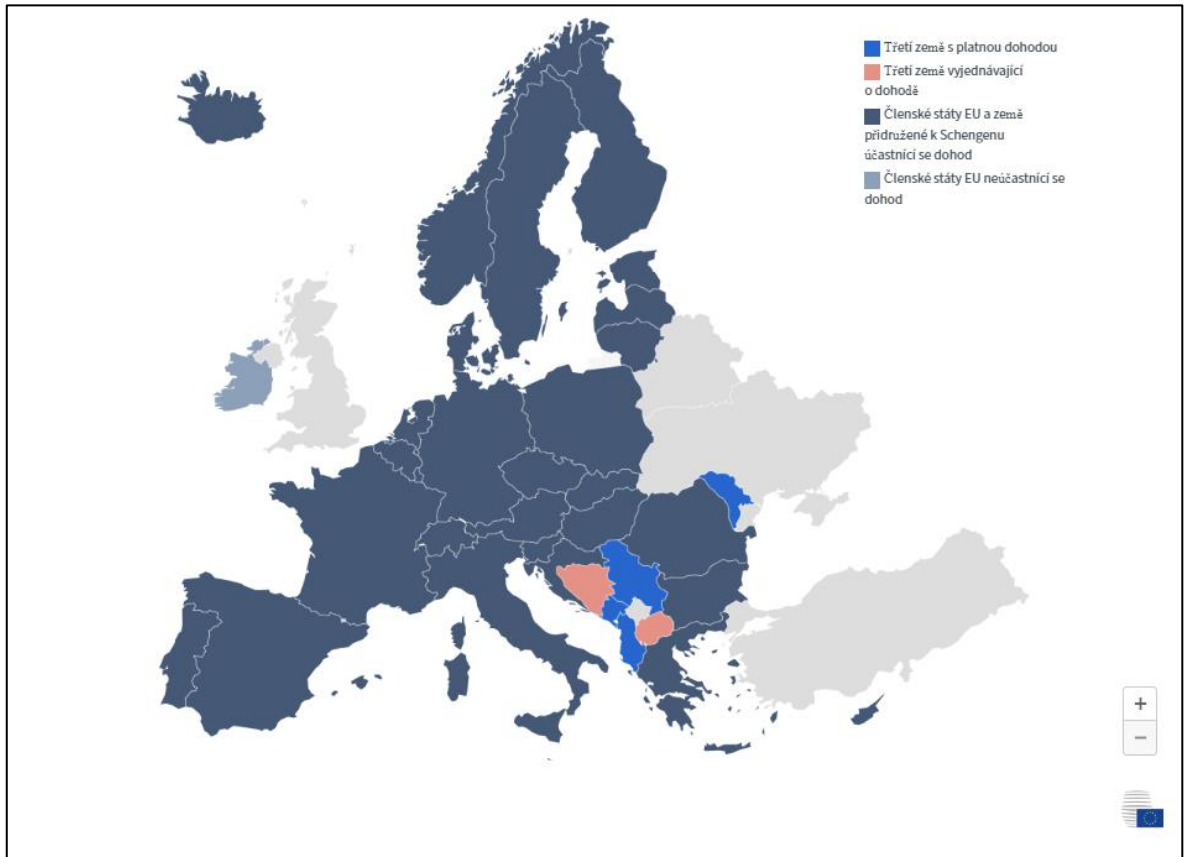 Třetí země s platnou dohodou
Třetí země vyjednávající
o dohodě
Členské státy EU a země
přidružené k Schengenu
účastnící se dohod
Členské státy EU neúčastnící se
dohod
+
−